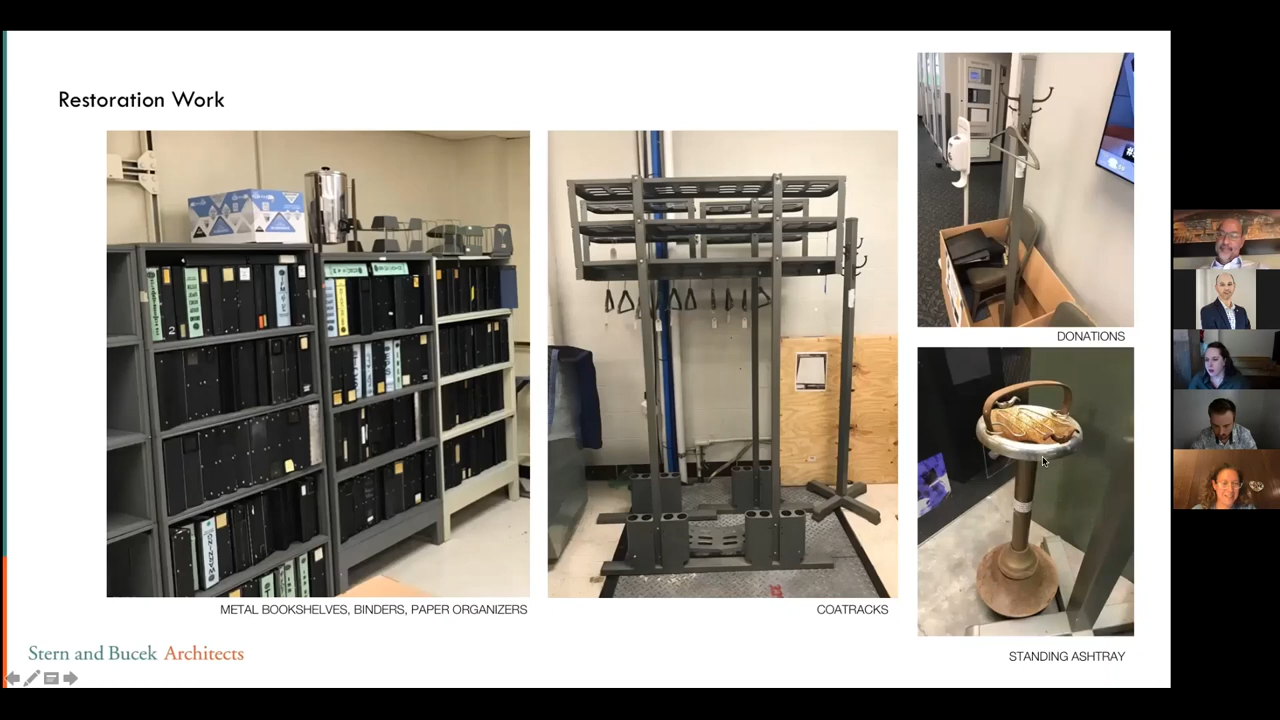 Restoration Work
METAL BOOKSHELVES, BINDERS, PAPER ORGANIZERS
COATRACKS
DONATIONS
STANDING ASHTRAY
Stern and Bucek Architects